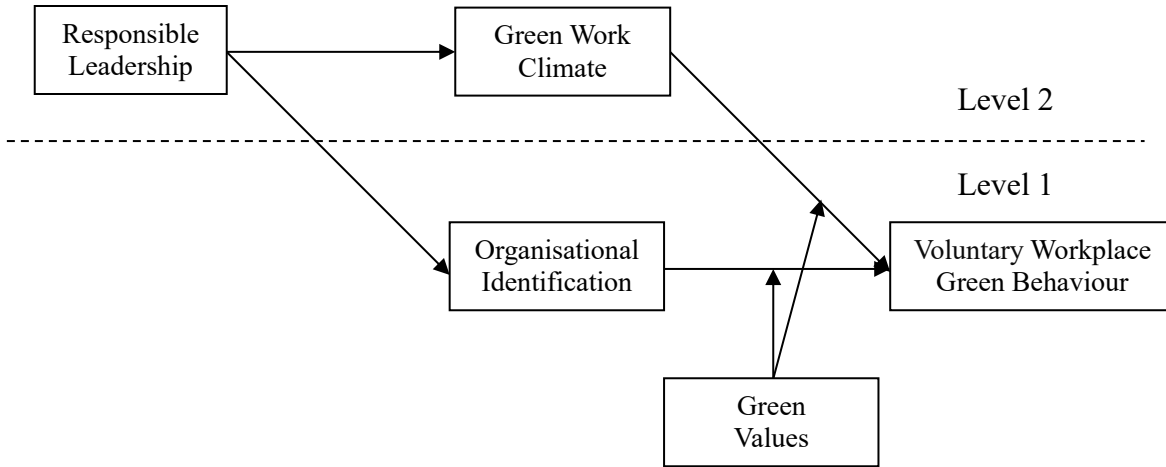 Responsible
Leadership
Green Work
Climate
Level 2
Level 1
Organisational
Identification
Voluntary Workplace
Green Behaviour
Green
Values